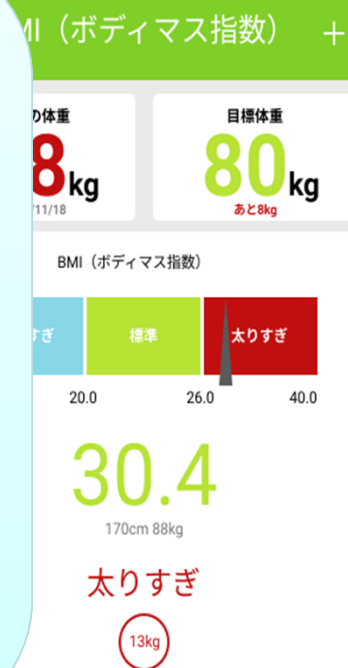 MI（ボディマス指数） +
の体重
8kg
/11/18
目標体重
80kg
あと8kg
BMI（ボディマス指数）
すぎ 標準 太りすぎ
20.0 26.0 40.0
30.4
170cm 88kg
太りすぎ
13kg